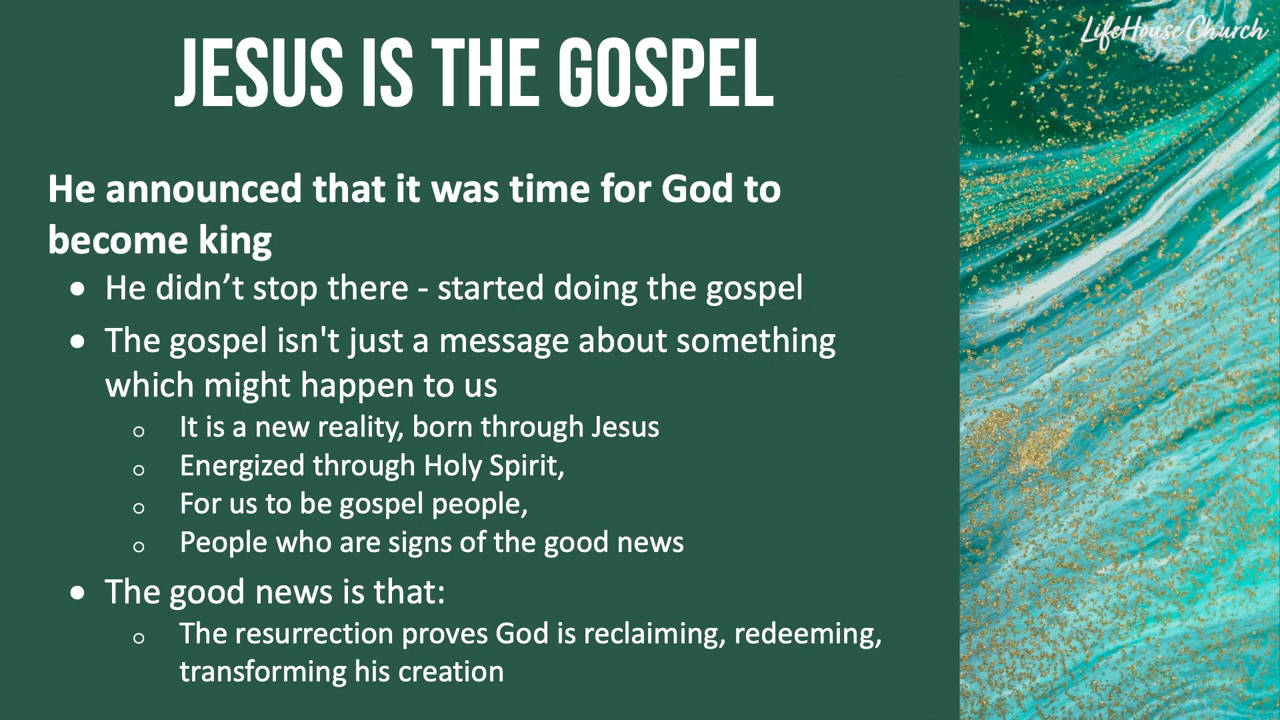 LifeHouse Church
JESUS IS THE GOSPEL
He announced that it was time for God to
become king
• He didn’t stop there - started doing the gospel
• The gospel isn't just a message about something
which might happen to us
o It is a new reality, born through Jesus
o Energized through Holy Spirit,
o For us to be gospel people,
o People who are signs of the good news
• The good news is that:
o The resurrection proves God is reclaiming, redeeming,
transforming his creation